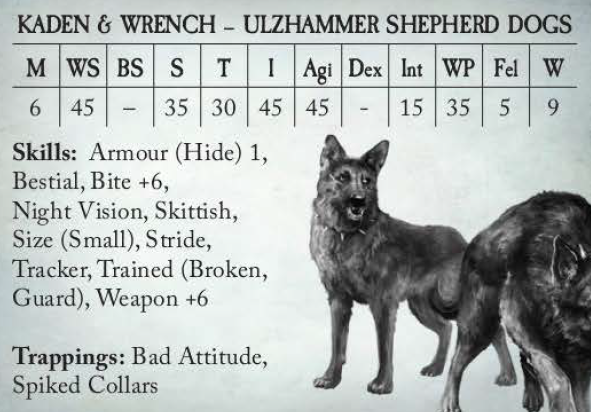 KADEN & WRENCH – ULZHAMMER SHEPHERD DOGS
M WS BS S T I Agi Dex Int WP Fel W
6 45 – 35 30 45 45 - 15 35 5 9
Skills: Armour (Hide) 1,
Bestial, Bite +6,
Night Vision, Skittish,
Size (Small), Stride,
Tracker, Trained (Broken,
Guard), Weapon +6
Trappings: Bad Attitude,
Spiked Collars